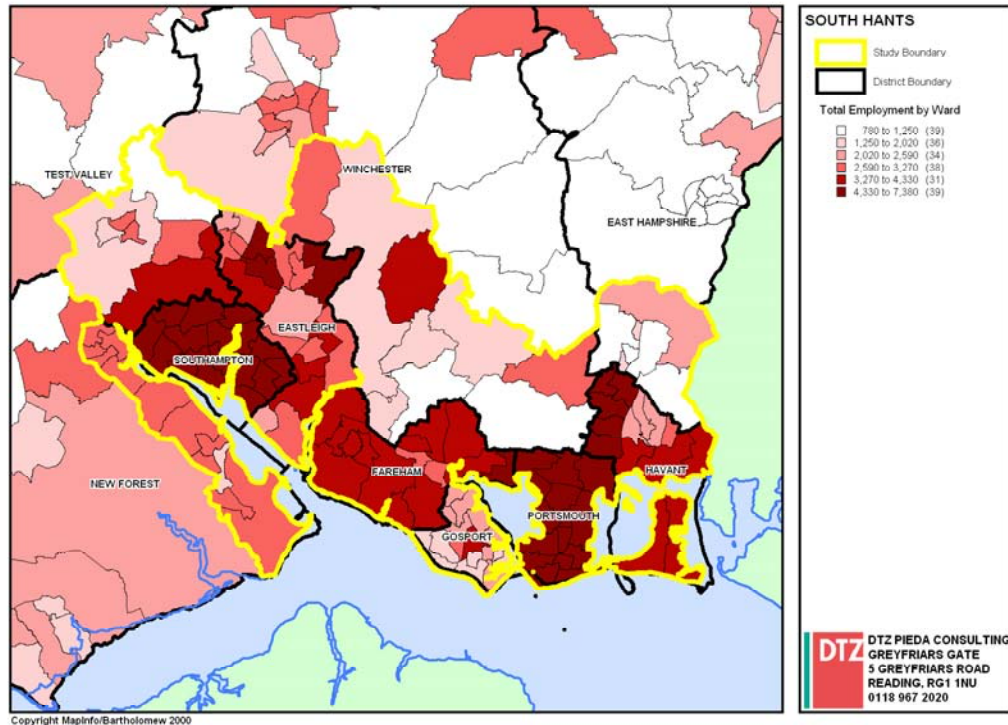 SOUTH HANTS
Study Boundary
District Boundary
Total Employment by Ward
780 to 1,250 (39)
1,250 to 2,020 (36)
2,020 to 2,590 (34)
2,590 to 3,270 (38)
3,270 to 4,330 (31)
4,330 to 7,380 (39)
TEST VALLEY
WINCHESTER
EAST HAMPSHIRE
EASTLEIGH
SOUTHAMPTON
NEW FOREST
FAREHAM
HAVANT
PORTSMOUTH
GOSPORT
DTZ
DTZ PIEDA CONSULTING
GREYFRIARS GATE
5 GREYFRIARS ROAD
READING, RG1 1NU
0118 967 2020
Copyright MapInfo/Bartholomew 2000